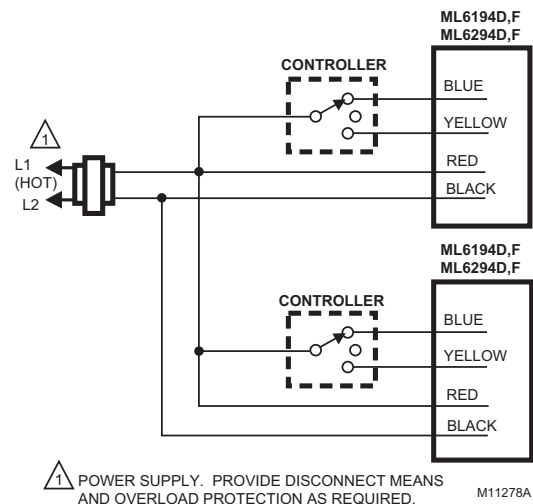 ML6194D,F
ML6294D,F
CONTROLLER
BLUE
YELLOW
RED
BLACK
1
L1
(HOT)
L2
ML6194D,F
ML6294D,F
CONTROLLER
BLUE
YELLOW
RED
BLACK
1 POWER SUPPLY. PROVIDE DISCONNECT MEANS
AND OVERLOAD PROTECTION AS REQUIRED.
M11278A